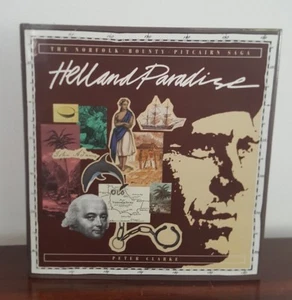 THE NORFOLK BOUNTY PITCAIRN SAGA
Hell and Paradise
PETER CLARKE